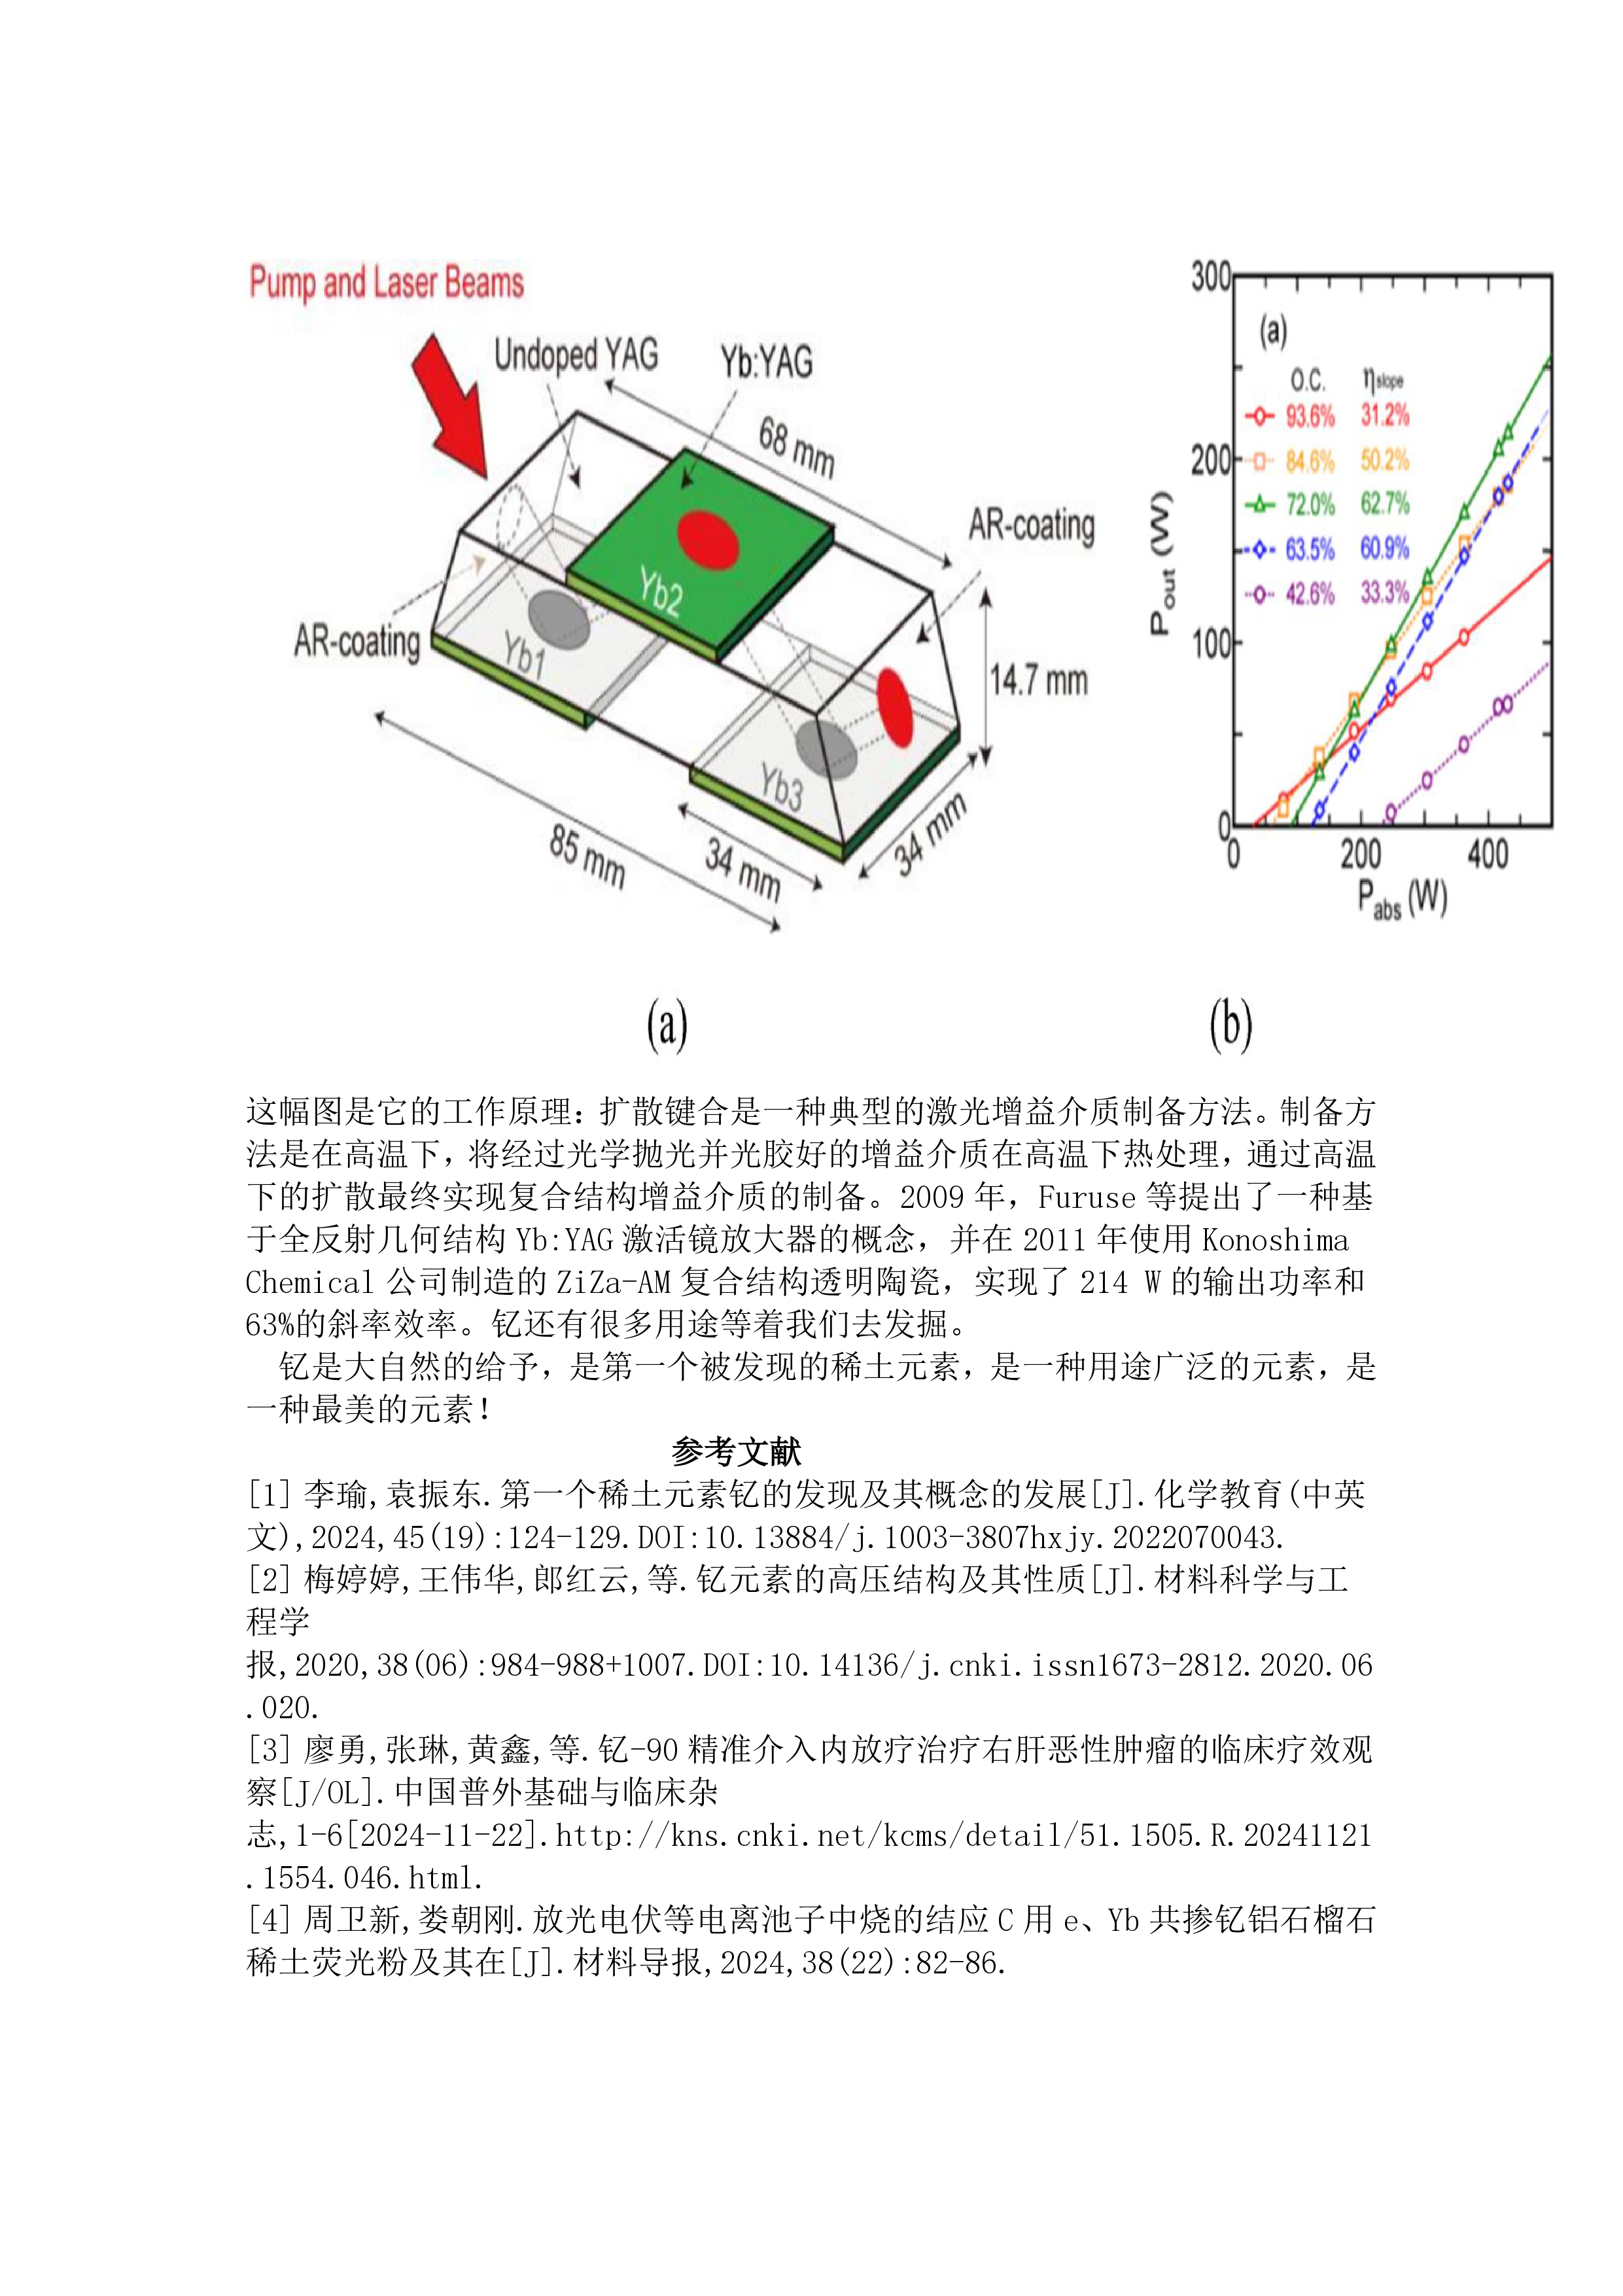 Pump and Laser Beams
Undoped YAG
Yb:YAG
68 mm
AR-coating
AR-coating
Yb2
Yb1
Yb3
14.7 mm
85 mm
34 mm
34 mm
(a)
300
200
100
0
Pout (W)
(a)
O.C. ηslope
93.6% 31.2%
84.6% 50.2%
72.0% 62.7%
63.5% 60.9%
42.6% 33.3%
0 200 400
Pabs (W)
(b)
这幅图是它的工作原理：扩散键合是一种典型的激光增益介质制备方法。制备方
法是在高温下，将经过光学抛光并光胶好的增益介质在高温下热处理，通过高温
下的扩散最终实现复合结构增益介质的制备。2009 年，Furuse 等提出了一种基
于全反射几何结构 Yb:YAG 激活镜放大器的概念，并在 2011 年使用 Konoshima
Chemical 公司制造的 ZiZa-AM 复合结构透明陶瓷，实现了 214 W 的输出功率和
63%的斜率效率。钇还有很多用途等着我们去发掘。
钇是大自然的给予，是第一个被发现的稀土元素，是一种用途广泛的元素，是
一种最美的元素！
参考文献
[1] 李瑜,袁振东.第一个稀土元素钇的发现及其概念的发展[J].化学教育(中英
文),2024,45(19):124-129.DOI:10.13884/j.1003-3807hxjy.2022070043.
[2] 梅婷婷,王伟华,郎红云,等.钇元素的高压结构及其性质[J].材料科学与工
程学
报,2020,38(06):984-988+1007.DOI:10.14136/j.cnki.issn1673-2812.2020.06
.020.
[3] 廖勇,张琳,黄鑫,等.钇-90 精准介入内放疗治疗右肝恶性肿瘤的临床疗效观
察[J/OL].中国普外基础与临床杂
志,1-6[2024-11-22].http://kns.cnki.net/kcms/detail/51.1505.R.20241121
.1554.046.html.
[4] 周卫新,娄朝刚.放光电伏等电离池子中烧的结应 C 用 e、Yb 共掺钇铝石榴石
稀土荧光粉及其在[J].材料导报,2024,38(22):82-86.